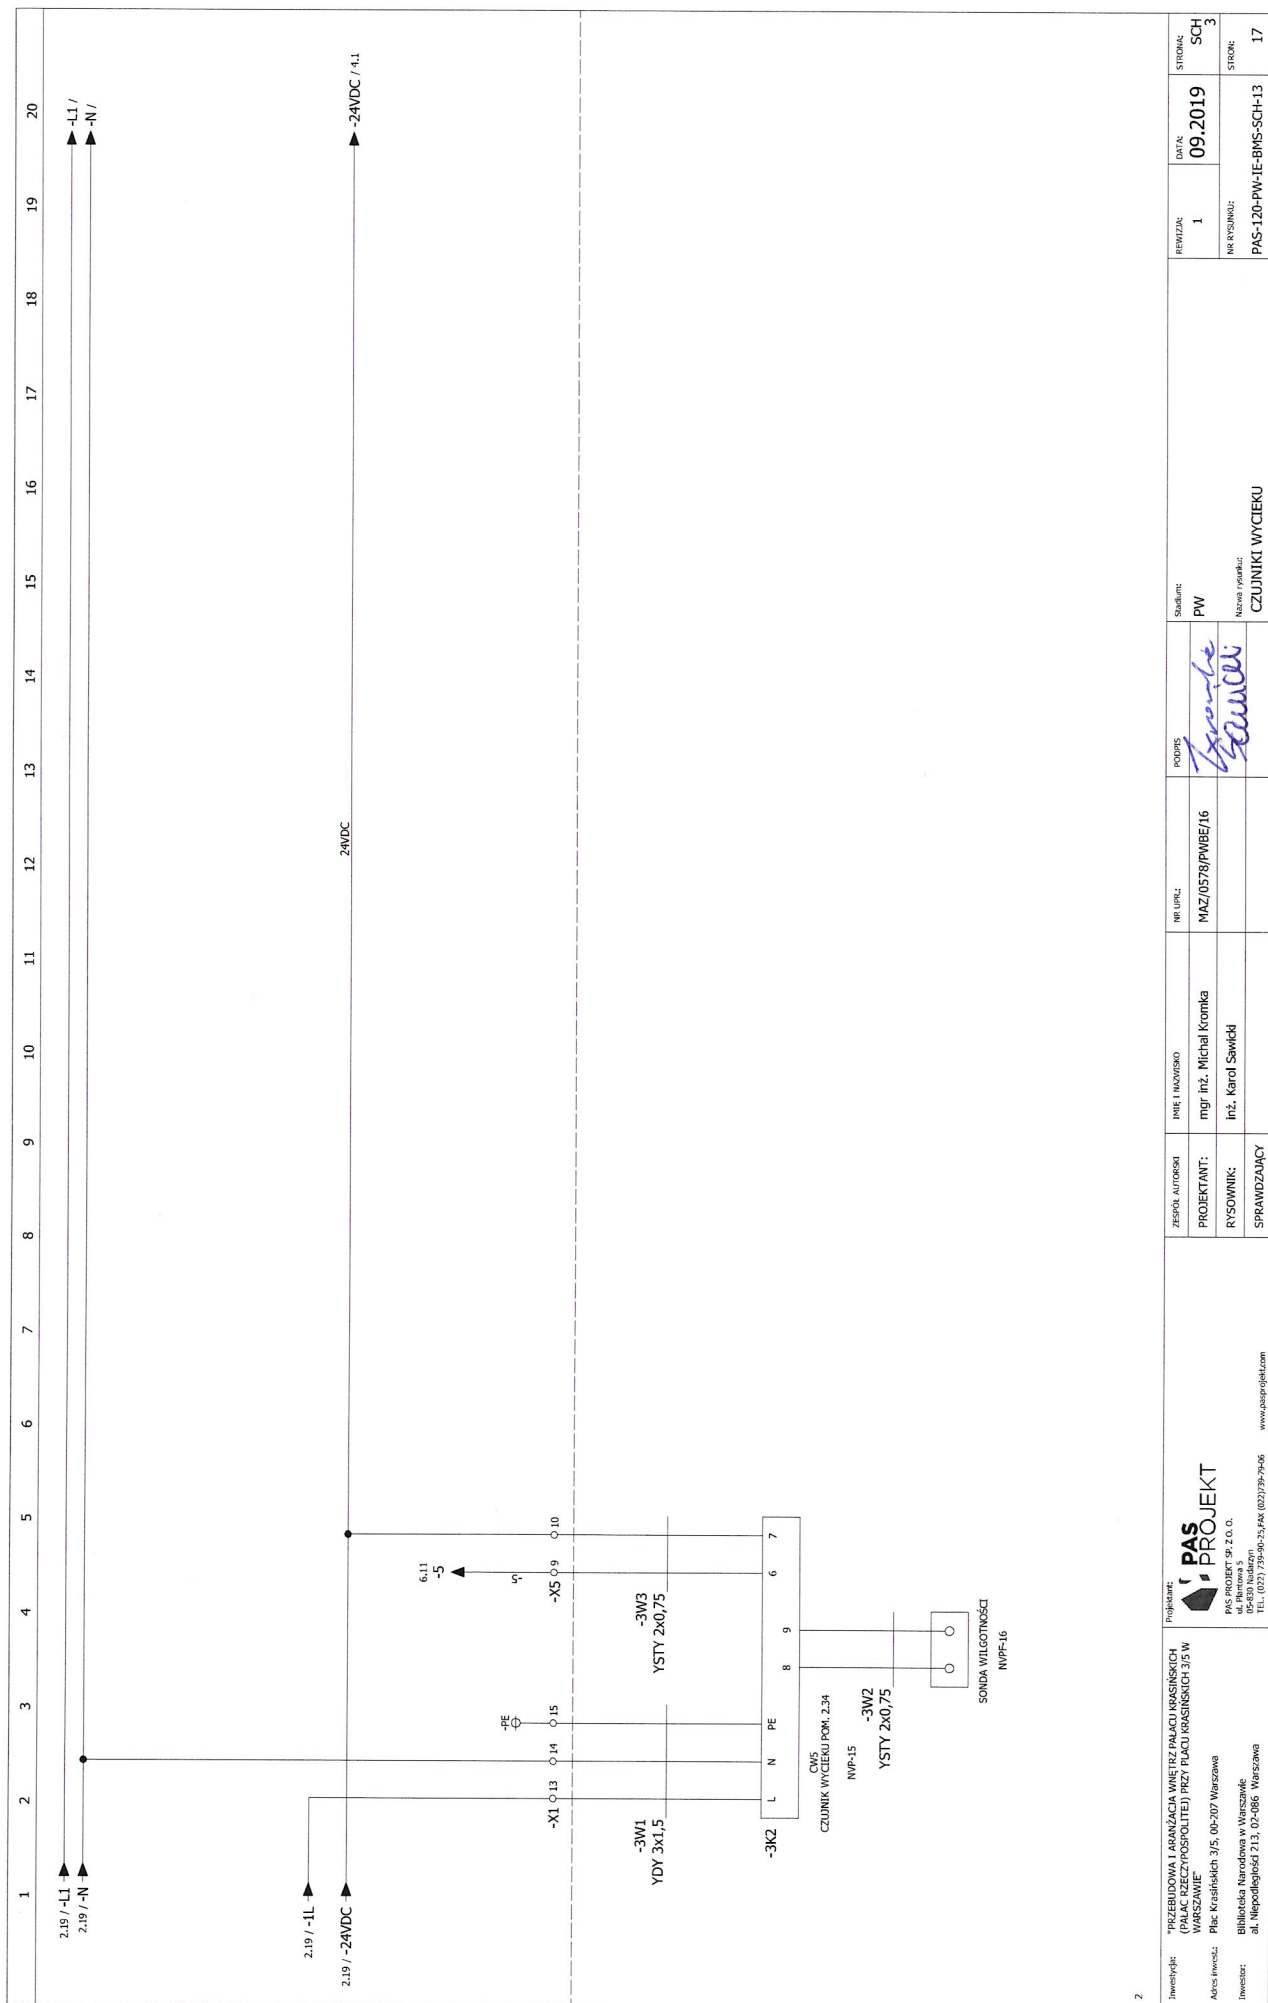 1 2 3 4 5 6 7 8 9 10 11 12 13 14 15 16 17 18 19 20
2.19 / -L1
-L1 /
2.19 / -N
-N /
2.19 / -1L
2.19 / -24VDC
24VDC
-24VDC / 4.1
6.11
-5
-PE
-5
-X1 13 14 15
-X5 9 10
-3W1
YDY 3x1,5
-3W3
YSTY 2x0,75
-3K2
L N PE 8 9 6 7
CW5
CZUJNIK WYCIEKU POM. 2.34
NVP-15
-3W2
YSTY 2x0,75
SONDA WILGOTNOŚCI
NVPF-16
2
Inwestycja:
"PRZEBUDOWA I ARANŻACJA WNĘTRZ PAŁACU KRASIŃSKICH
(PAŁAC RZECZYPOSPOLITEJ) PRZY PLACU KRASIŃSKICH 3/5 W
WARSZAWIE"
Adres inwest.: Plac Krasińskich 3/5, 00-207 Warszawa
Inwestor:
Biblioteka Narodowa w Warszawie
al. Niepodległości 213, 02-086 Warszawa
Projektant:
PAS
PROJEKT
PAS PROJEKT SP. Z O. O.
ul. Plantowa 5
05-830 Nadarzyn
TEL. (022) 739-90-25,FAX (022)739-79-06 www.pasprojekt.com
ZESPÓŁ AUTORSKI IMIĘ I NAZWISKO NR UPR.: PODPIS
PROJEKTANT: mgr inż. Michał Kromka MAZ/0578/PWBE/16
RYSOWNIK: inż. Karol Sawicki
SPRAWDZAJĄCY
Stadium:
PW
Nazwa rysunku:
CZUJNIKI WYCIEKU
REWIZJA: 1
DATA: 09.2019
STRONA: SCH 3
NR RYSUNKU:
PAS-120-PW-IE-BMS-SCH-13
STRON: 17